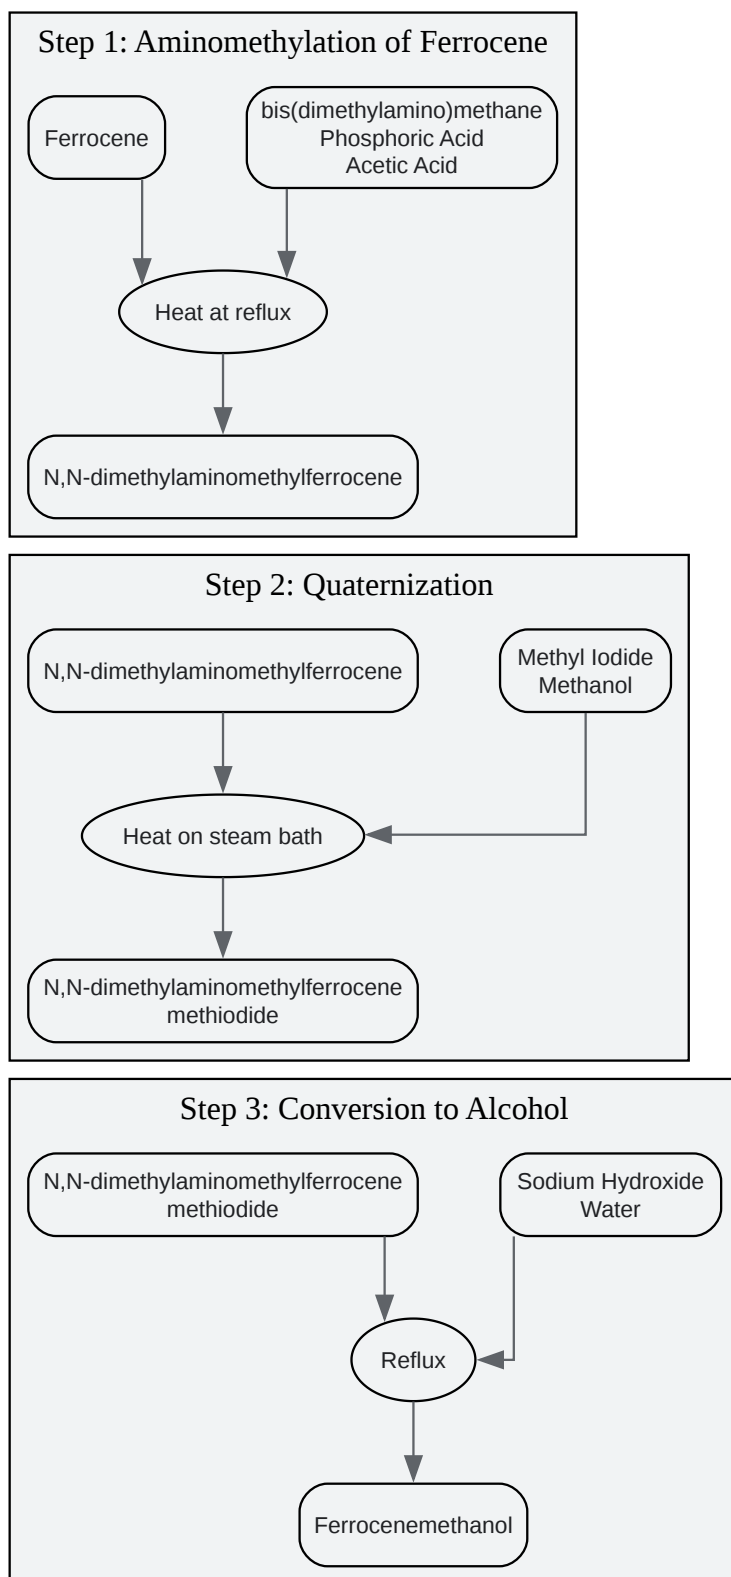 Step 1: Aminomethylation of Ferrocene
Ferrocene
bis(dimethylamino)methane
Phosphoric Acid
Acetic Acid
Heat at reflux
N,N-dimethylaminomethylferrocene
Step 2: Quaternization
N,N-dimethylaminomethylferrocene
Methyl Iodide
Methanol
Heat on steam bath
N,N-dimethylaminomethylferrocene
methiodide
Step 3: Conversion to Alcohol
N,N-dimethylaminomethylferrocene
methiodide
Sodium Hydroxide
Water
Reflux
Ferrocenemethanol